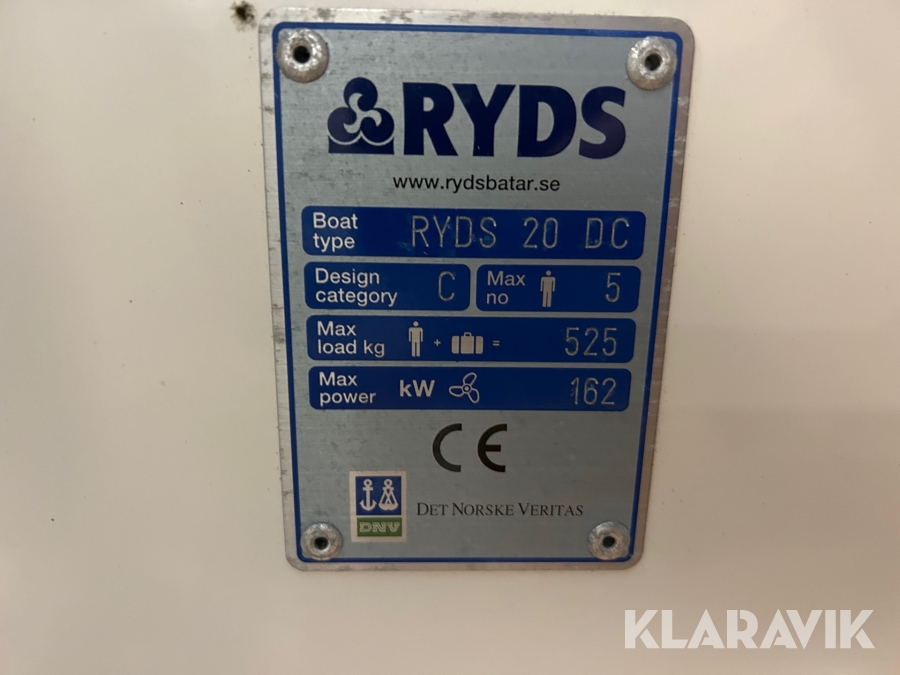 RYDS
www.rydsbatar.se
Boat type RYDS 20 DC
Design category C Max no 5
Max load kg + = 525
Max power kW 162
CE
DNV DET NORSKE VERITAS
KLARAVIK